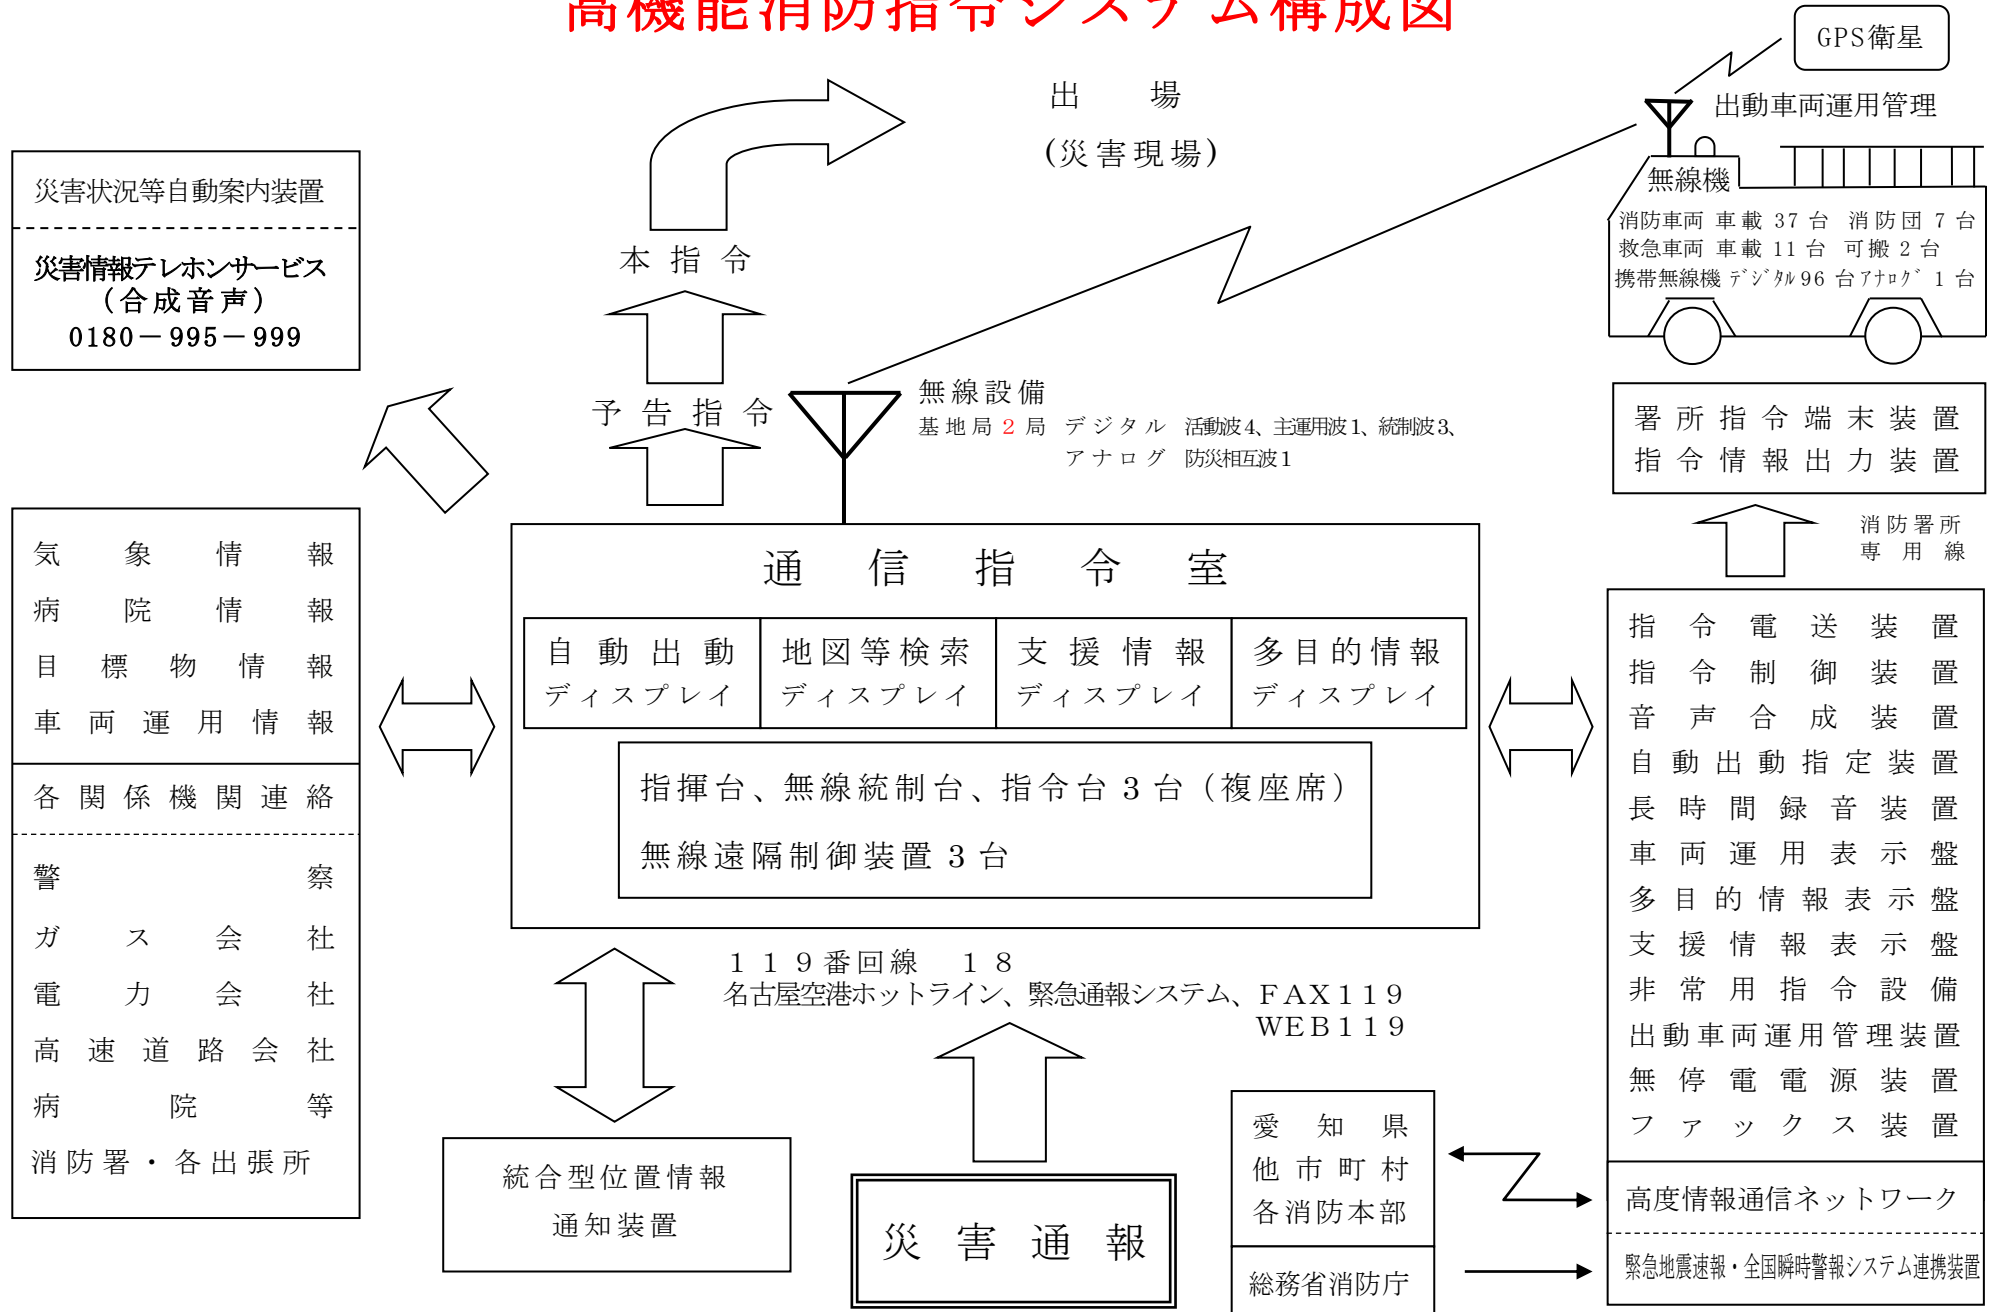 高機能消防指令システム構成図
GPS衛星
出動車両運用管理
出　場
(災害現場)
無線機
消防車両 車載 37 台　消防団 7 台
救急車両 車載 11 台　可搬 2 台
携帯無線機 ﾃﾞｼﾞﾀﾙ 96 台 ｱﾅﾛｸﾞ 1 台
災害状況等自動案内装置
災害情報テレホンサービス
（合成音声）
0180－995－999
本指令
予告指令
無線設備
基地局 2 局　デジタル　活動波4、主運用波1、統制波3、
アナログ　防災相互波1
署所指令端末装置
指令情報出力装置
消防署所
専用線
気象情報
病院情報
目標物情報
車両運用情報
各関係機関連絡
警察
ガス会社
電力会社
高速道路会社
病院等
消防署・各出張所
通信指令室
自動出動
ディスプレイ
地図等検索
ディスプレイ
支援情報
ディスプレイ
多目的情報
ディスプレイ
指揮台、無線統制台、指令台 3 台（複座席）
無線遠隔制御装置 3 台
指令電送装置
指令制御装置
音声合成装置
自動出動指定装置
長時間録音装置
車両運用表示盤
多目的情報表示盤
支援情報表示盤
非常用指令設備
出動車両運用管理装置
無停電電源装置
ファックス装置
高度情報通信ネットワーク
緊急地震速報・全国瞬時警報システム連携装置
１１９番回線　１８
名古屋空港ホットライン、緊急通報システム、ＦＡＸ１１９
ＷＥＢ１１９
統合型位置情報
通知装置
災害通報
愛知県
他市町村
各消防本部
総務省消防庁